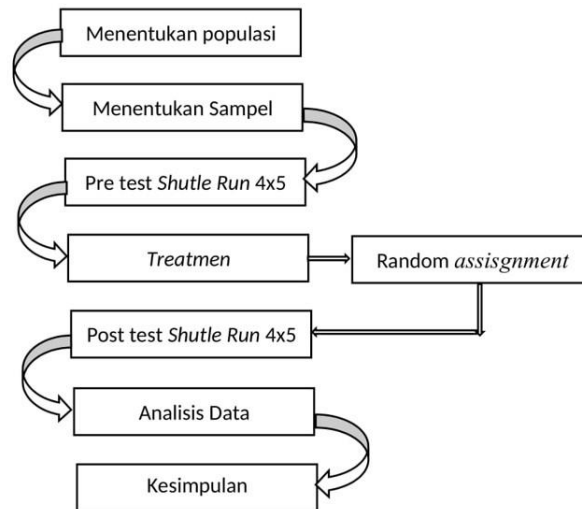 Menentukan populasi
Menentukan Sampel
Pre test Shutle Run 4x5
Treatmen
Random assisgnment
Post test Shutle Run 4x5
Analisis Data
Kesimpulan